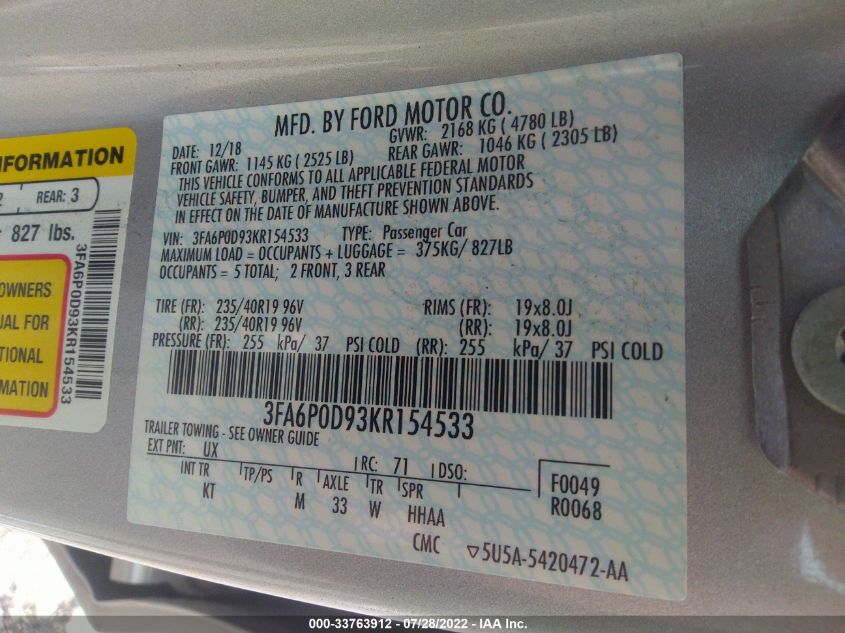 MFD. BY FORD MOTOR CO.
DATE: 12/18 GVWR: 2168 KG ( 4780 LB)
FRONT GAWR: 1145 KG ( 2525 LB) REAR GAWR: 1046 KG ( 2305 LB)
THIS VEHICLE CONFORMS TO ALL APPLICABLE FEDERAL MOTOR
VEHICLE SAFETY, BUMPER, AND THEFT PREVENTION STANDARDS
IN EFFECT ON THE DATE OF MANUFACTURE SHOWN ABOVE.
VIN: 3FA6P0D93KR154533 TYPE: Passenger Car
MAXIMUM LOAD = OCCUPANTS + LUGGAGE = 375KG/ 827LB
OCCUPANTS = 5 TOTAL; 2 FRONT, 3 REAR
TIRE (FR): 235/40R19 96V RIMS (FR): 19x8.0J
(RR): 235/40R19 96V (RR): 19x8.0J
PRESSURE (FR): 255 kPa/ 37 PSI COLD (RR): 255 kPa/ 37 PSI COLD
3FA6P0D93KR154533
TRAILER TOWING - SEE OWNER GUIDE
EXT PNT: UX RC: 71 DSO:
INT TR TP/PS R AXLE TR SPR
KT M 33 W HHAA
F0049
R0068
CMC ▽5U5A-5420472-AA
INFORMATION
2 REAR: 3
827 lbs.
OWNERS
UAL FOR
TIONAL
MATION
3FA6P0D93KR154533
000-33763912 - 07/28/2022 - IAA Inc.